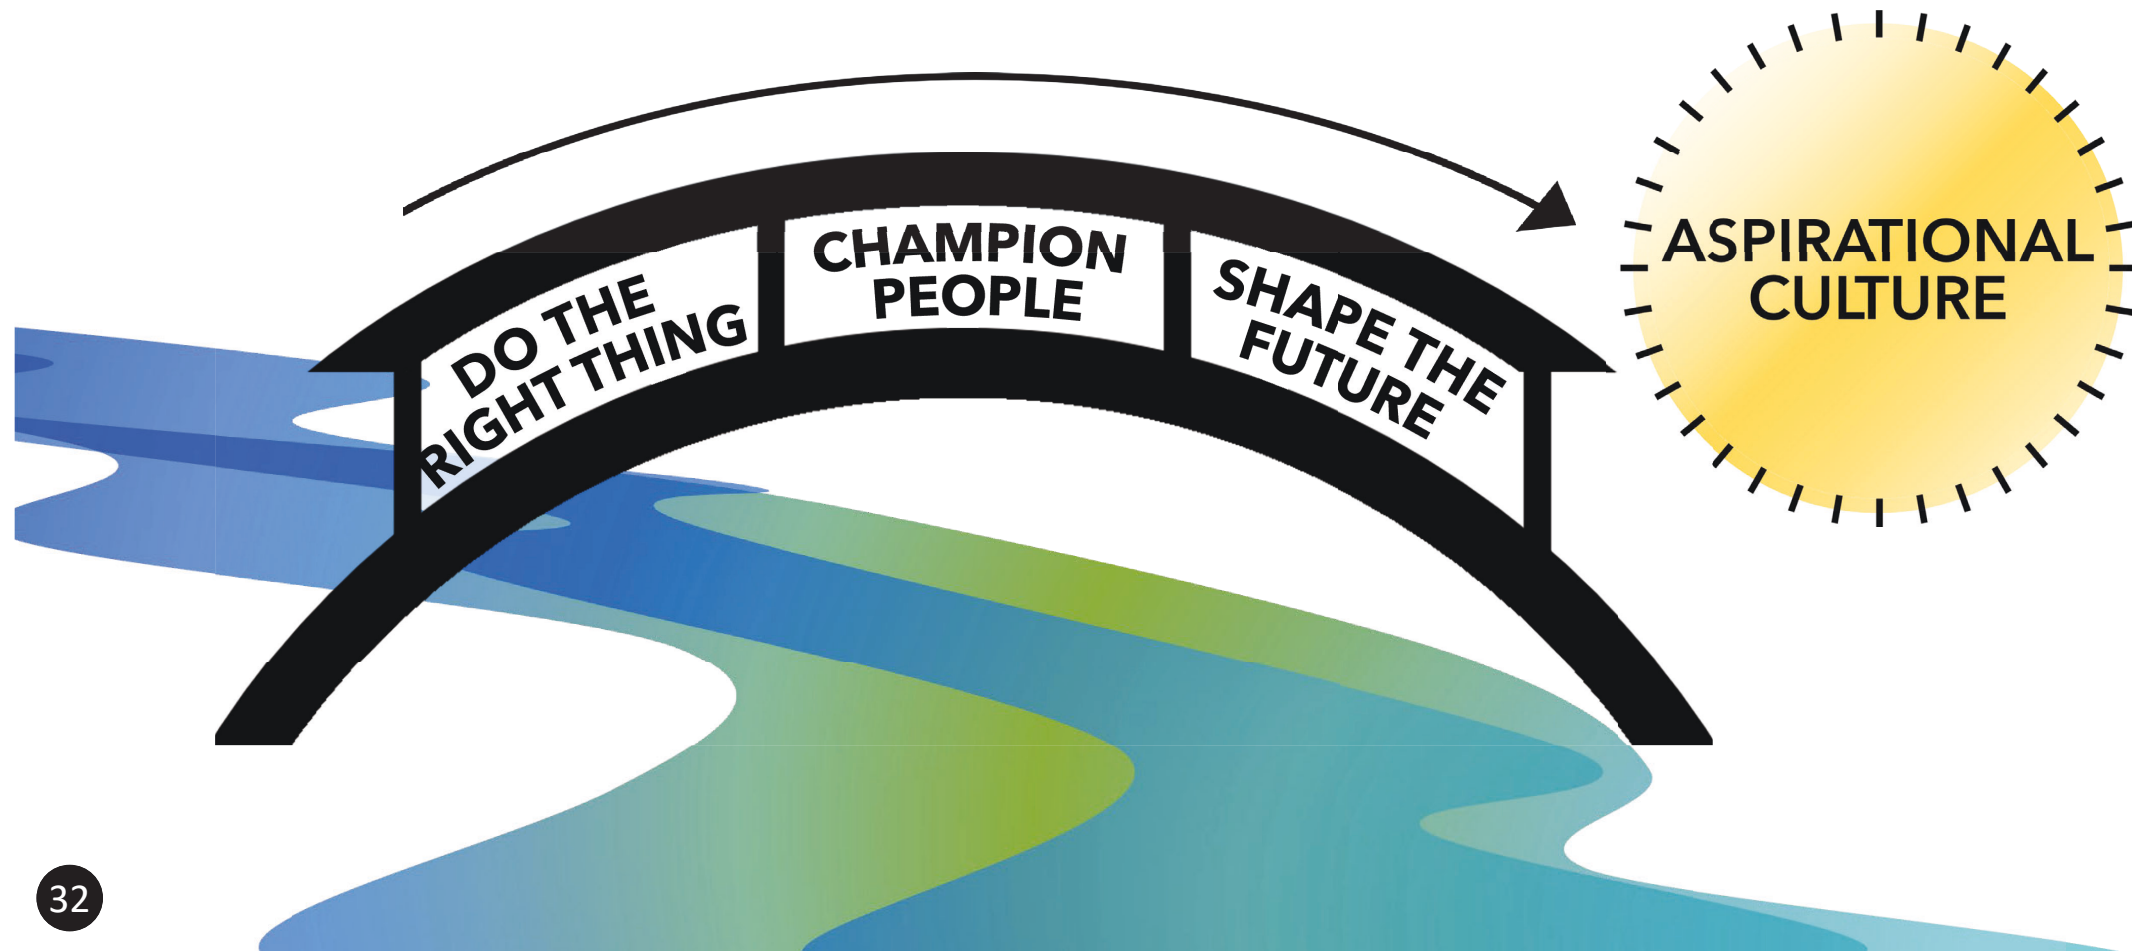 DO THE
RIGHT THING
CHAMPION
PEOPLE
SHAPE THE
FUTURE
ASPIRATIONAL
CULTURE
32